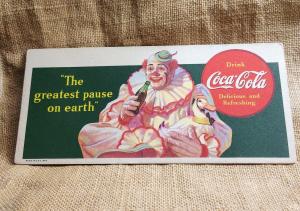 "The
greatest pause
on earth"
Drink
Coca-Cola
Delicious and
Refreshing